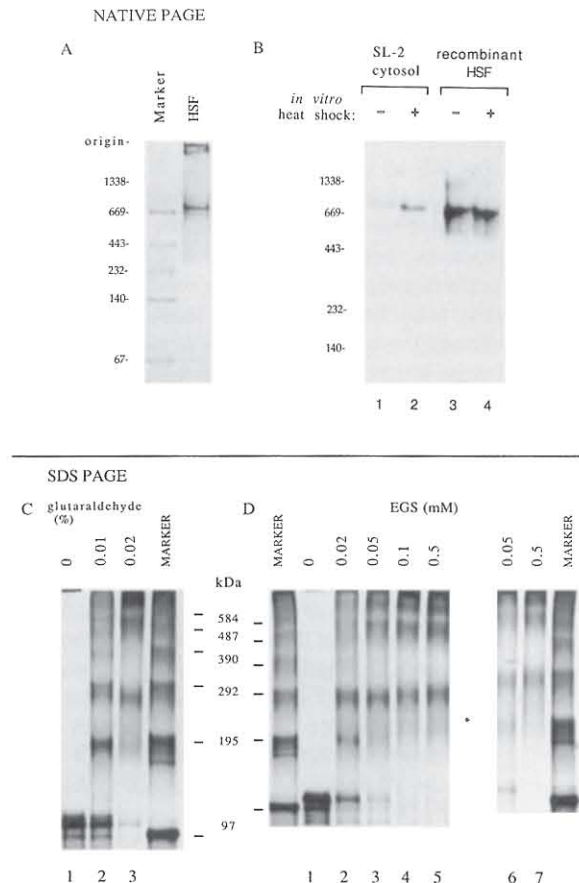 NATIVE PAGE
A
Marker
HSF
origin-
1338-
669-
443-
232-
140-
67-
B
SL-2 cytosol
recombinant HSF
in vitro
heat shock: - + - +
1338-
669-
443-
232-
140-
1 2 3 4
SDS PAGE
C glutaraldehyde
(%)
0 0.01 0.02 MARKER
kDa
584
487
390
292
195
97
1 2 3
D EGS (mM)
MARKER 0 0.02 0.05 0.1 0.5 0.05 0.5 MARKER
1 2 3 4 5 6 7